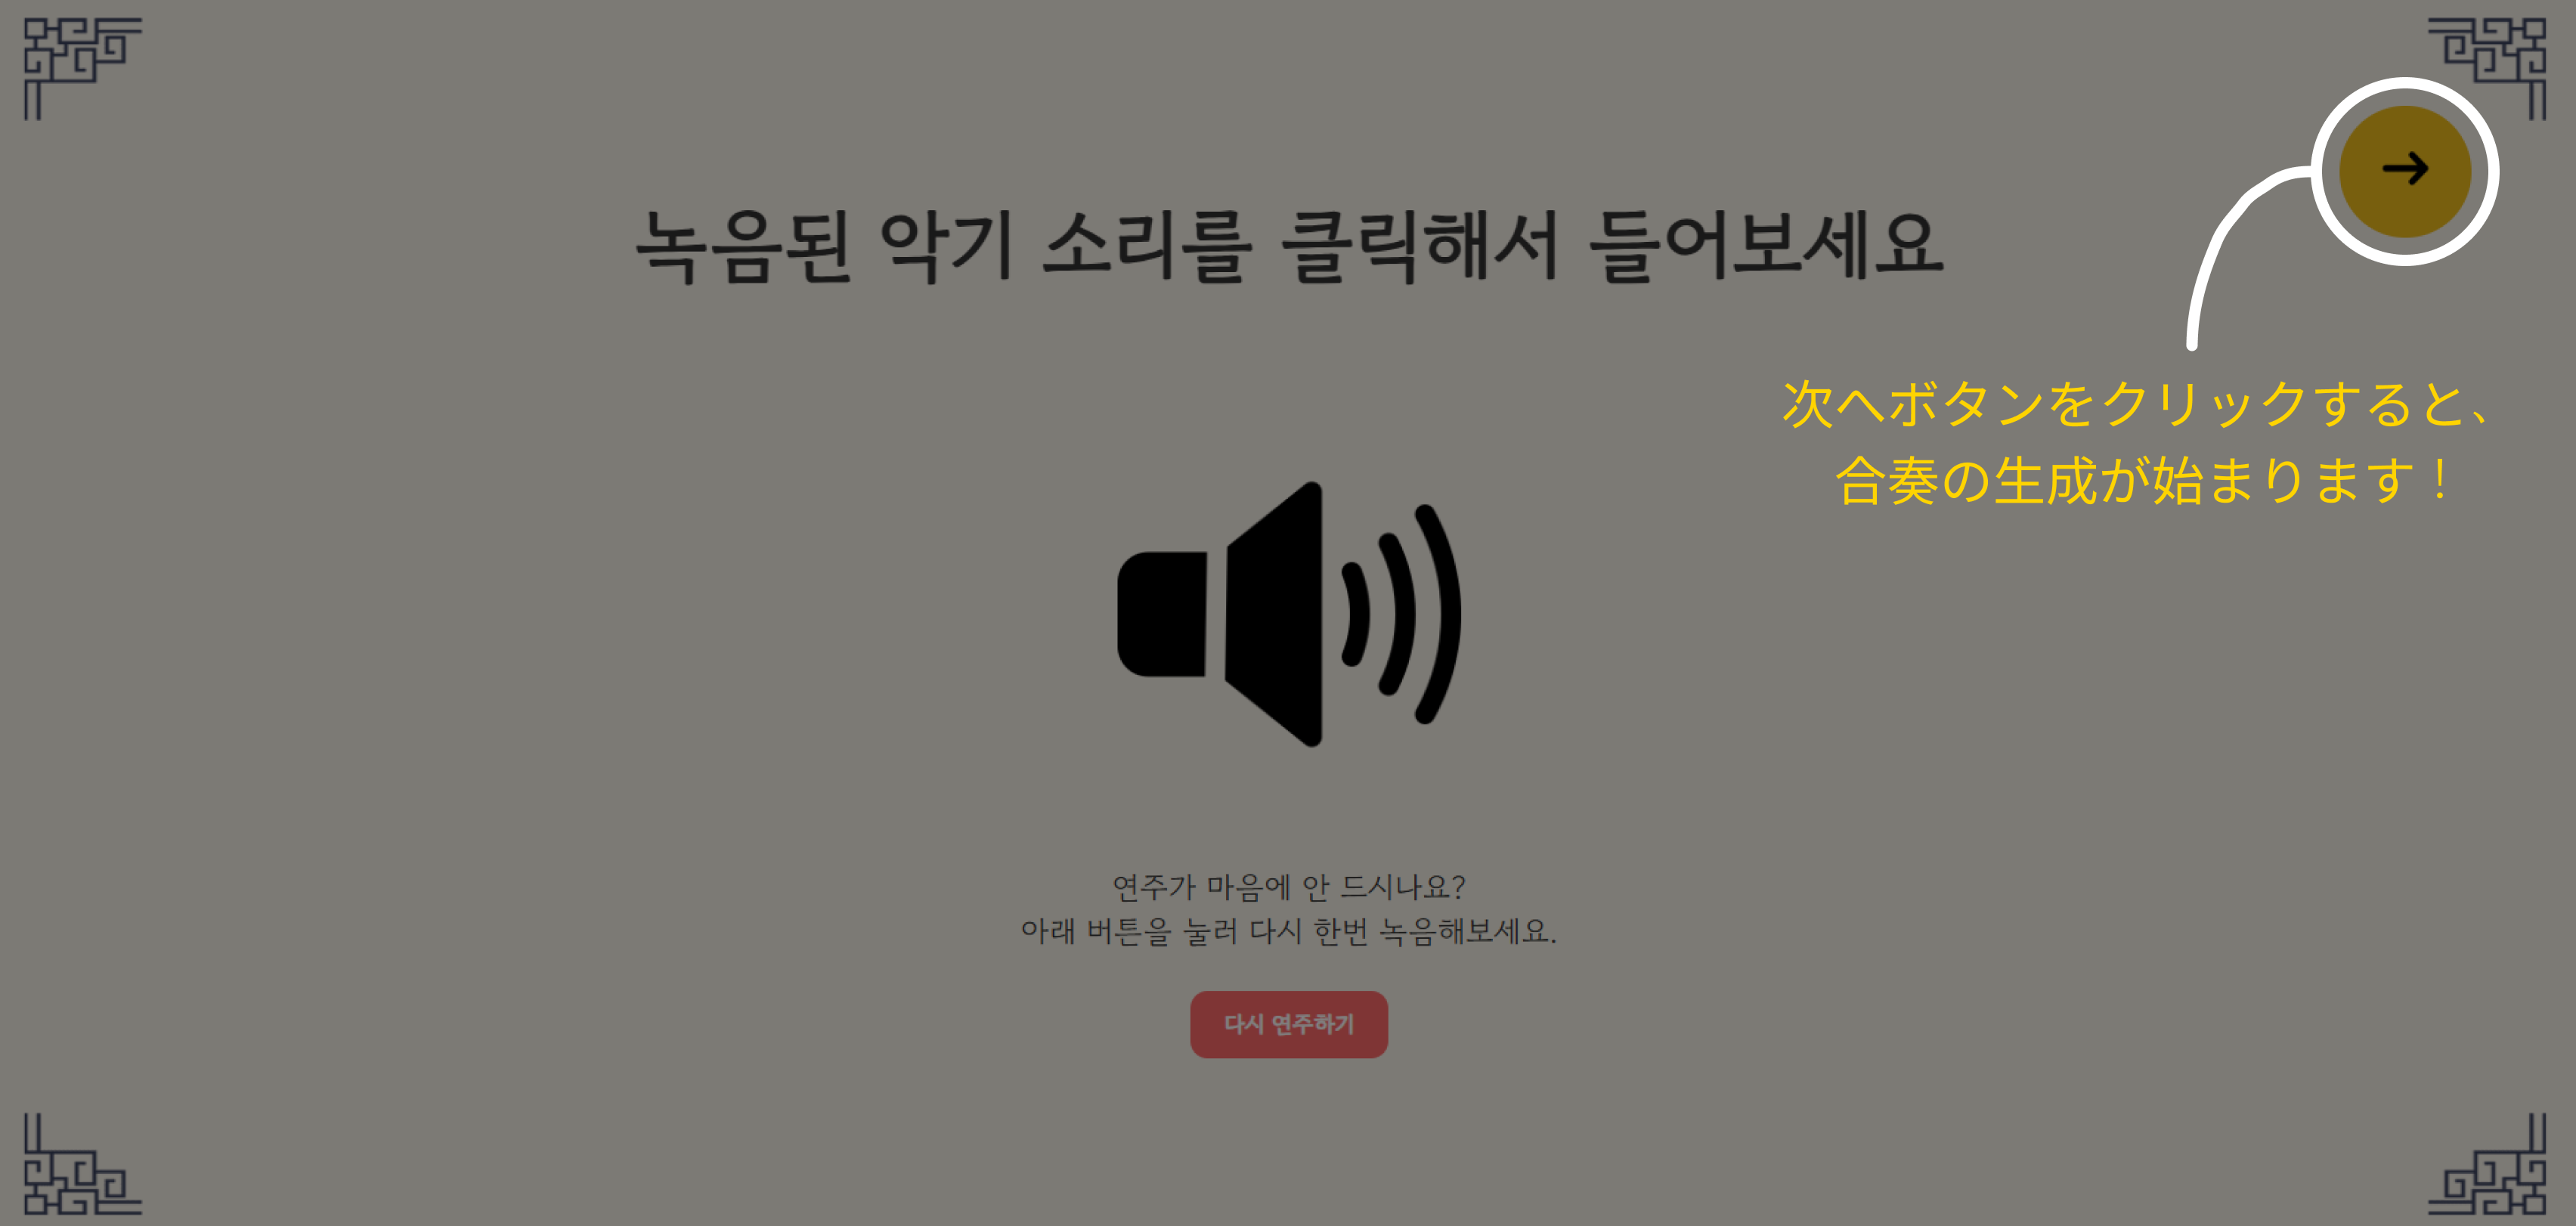 녹음된 악기 소리를 클릭해서 들어보세요
次へボタンをクリックすると、
合奏の生成が始まります！
연주가 마음에 안 드시나요?
아래 버튼을 눌러 다시 한번 녹음해보세요.
다시 연주하기